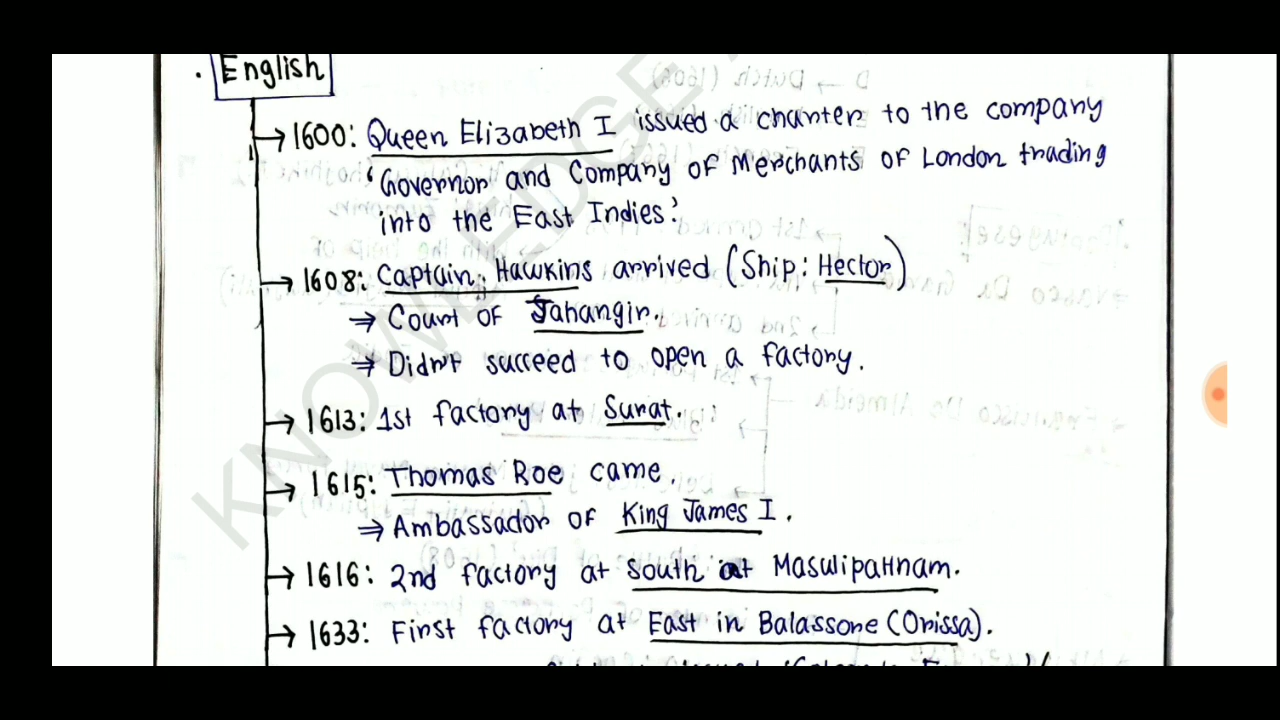 . English
→ 1600: Queen Elizabeth I issued a charter to the company
'Governor and Company of Merchants of London trading
into the East Indies'.
→ 1608: Captain Hawkins arrived (Ship: Hector)
⇒ Court of Jahangir.
⇒ Didn't succeed to open a factory.
→ 1613: 1st factory at Surat.
→ 1615: Thomas Roe came.
⇒ Ambassador of King James I.
→ 1616: 2nd factory at south at Masulipattnam.
→ 1633: First factory at East in Balassore (Orissa).
KNOWLEDGE